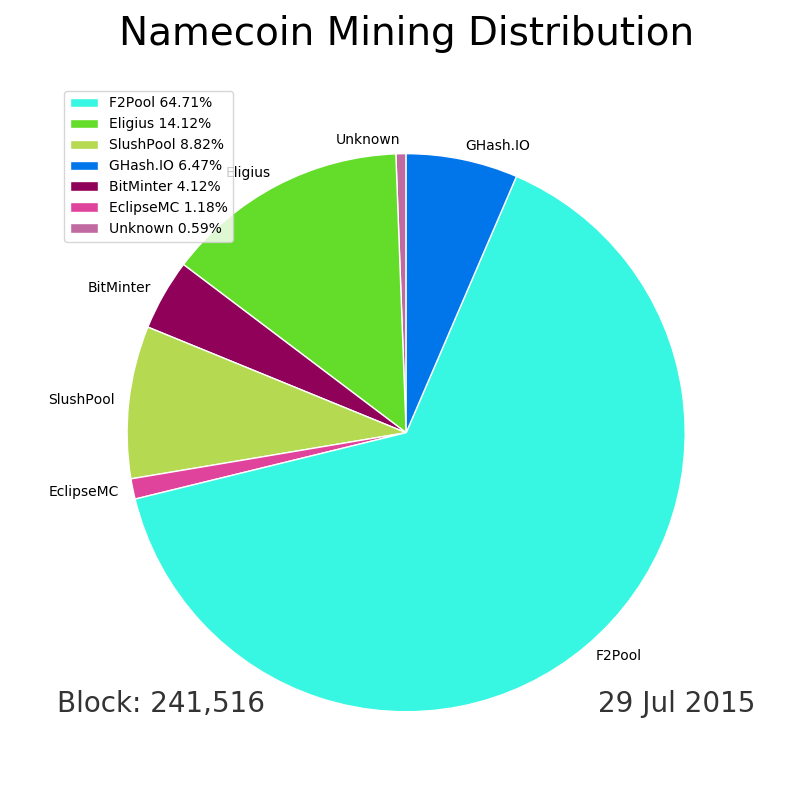 Namecoin Mining Distribution
F2Pool 64.71%
Eligius 14.12%
SlushPool 8.82%
GHash.IO 6.47%
BitMinter 4.12%
EclipseMC 1.18%
Unknown 0.59%
Unknown
GHash.IO
Eligius
BitMinter
SlushPool
EclipseMC
F2Pool
Block: 241,516
29 Jul 2015